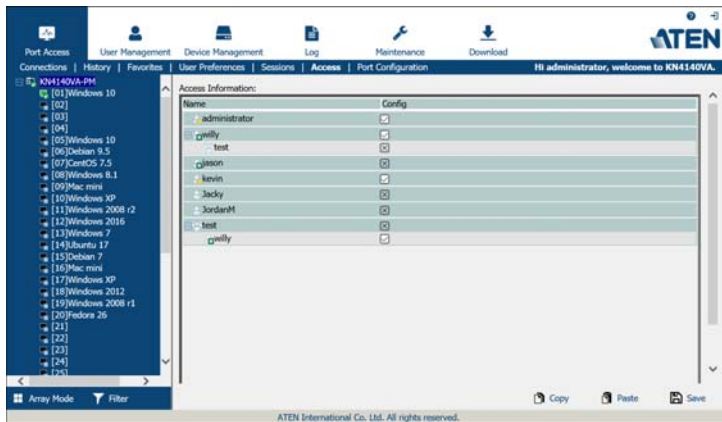 ATEN
Port Access
User Management
Device Management
Log
Maintenance
Download
Connections | History | Favorites | User Preferences | Sessions | Access | Port Configuration
Hi administrator, welcome to KN4140VA.
KN4140VA-PM
[01]Windows 10
[02]
[03]
[04]
[05]Windows 10
[06]Debian 9.5
[07]CentOS 7.5
[08]Windows 8.1
[09]Mac mini
[10]Windows XP
[11]Windows 2008 r2
[12]Windows 2016
[13]Windows 7
[14]Ubuntu 17
[15]Debian 7
[16]Mac mini
[17]Windows XP
[18]Windows 2012
[19]Windows 2008 r1
[20]Fedora 26
[21]
[22]
[23]
[24]
[25]
Array Mode
Filter
Access Information:
Name Config
administrator
willy
test
jason
kevin
Jacky
JordanM
test
willy
Copy
Paste
Save
ATEN International Co. Ltd. All rights reserved.